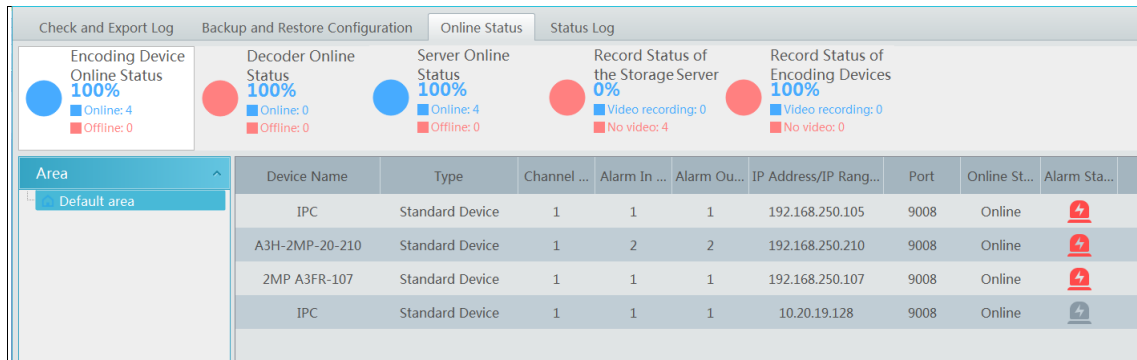 Check and Export Log Backup and Restore Configuration Online Status Status Log
Encoding Device
Online Status
100%
Online: 4
Offline: 0
Decoder Online
Status
100%
Online: 0
Offline: 0
Server Online
Status
100%
Online: 4
Offline: 0
Record Status of
the Storage Server
0%
Video recording: 0
No video: 4
Record Status of
Encoding Devices
100%
Video recording: 0
No video: 0
Area
Default area
Device Name Type Channel ... Alarm In ... Alarm Ou... IP Address/IP Rang... Port Online St... Alarm Sta...
IPC Standard Device 1 1 1 192.168.250.105 9008 Online
A3H-2MP-20-210 Standard Device 1 2 2 192.168.250.210 9008 Online
2MP A3FR-107 Standard Device 1 1 1 192.168.250.107 9008 Online
IPC Standard Device 1 1 1 10.20.19.128 9008 Online